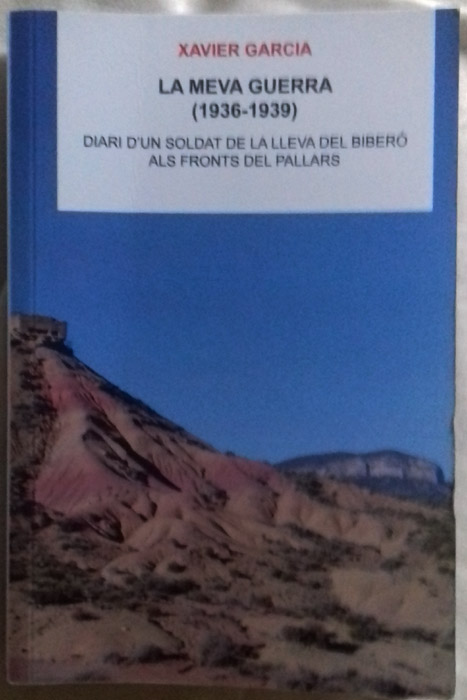 XAVIER GARCIA
LA MEVA GUERRA
(1936-1939)
DIARI D'UN SOLDAT DE LA LLEVA DEL BIBERÓ
ALS FRONTS DEL PALLARS